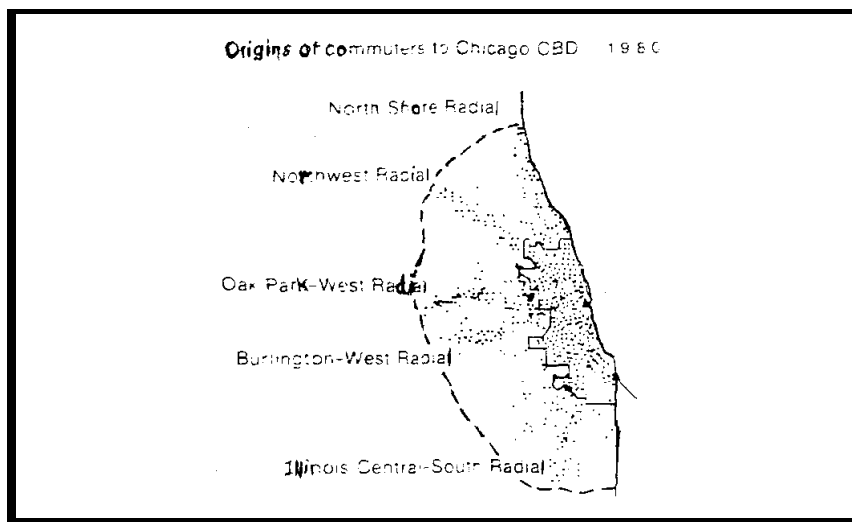 Origins of commuters to Chicago CBD 1980
North Shore Radial
Northwest Radial
Oak Park-West Radial
Burlington-West Radial
Illinois Central-South Radial